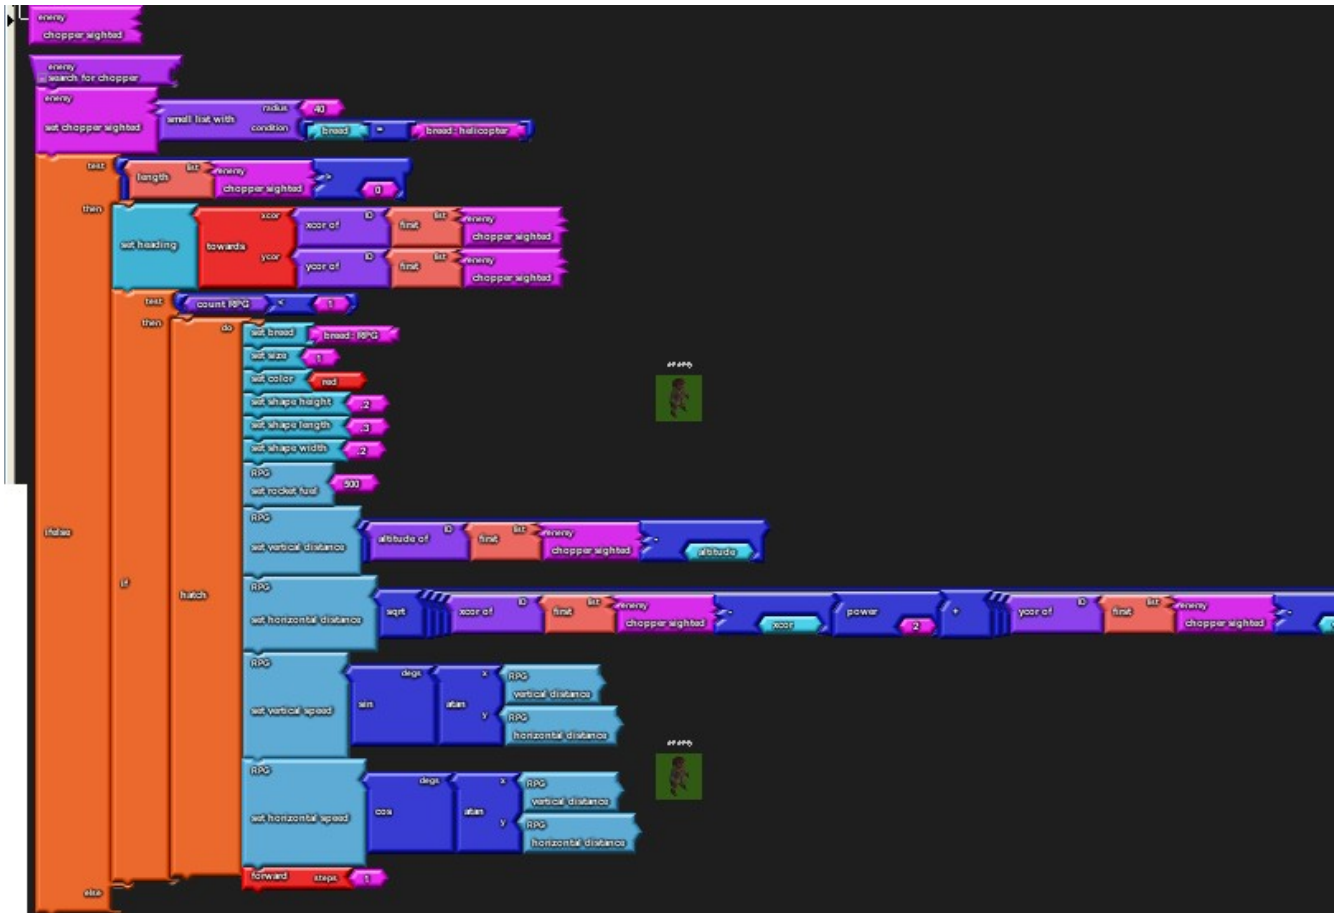 enemy
chopper sighted
enemy
search for chopper
enemy
set chopper sighted
smell list with
radius
40
condition
breed
=
breed: helicopter
test
length
list
enemy
chopper sighted
>
0
then
set heading
towards
xcor
xcor of
ID
first
list
enemy
chopper sighted
ycor
ycor of
ID
first
list
enemy
chopper sighted
test
count RPG
<
1
then
do
set breed
breed: RPG
set size
1
set color
red
set shape height
.2
set shape length
.3
set shape width
.2
RPG
set rocket fuel
500
ifelse
if
hatch
RPG
set vertical distance
altitude of
ID
first
list
enemy
chopper sighted
-
altitude
RPG
set horizontal distance
sqrt
xcor of
ID
first
list
enemy
chopper sighted
-
xcor
power
2
+
ycor of
ID
first
list
enemy
chopper sighted
-
RPG
set vertical speed
sin
degs
atan
x
RPG
vertical distance
y
RPG
horizontal distance
RPG
set horizontal speed
cos
degs
atan
x
RPG
vertical distance
y
RPG
horizontal distance
forward
steps
1
else